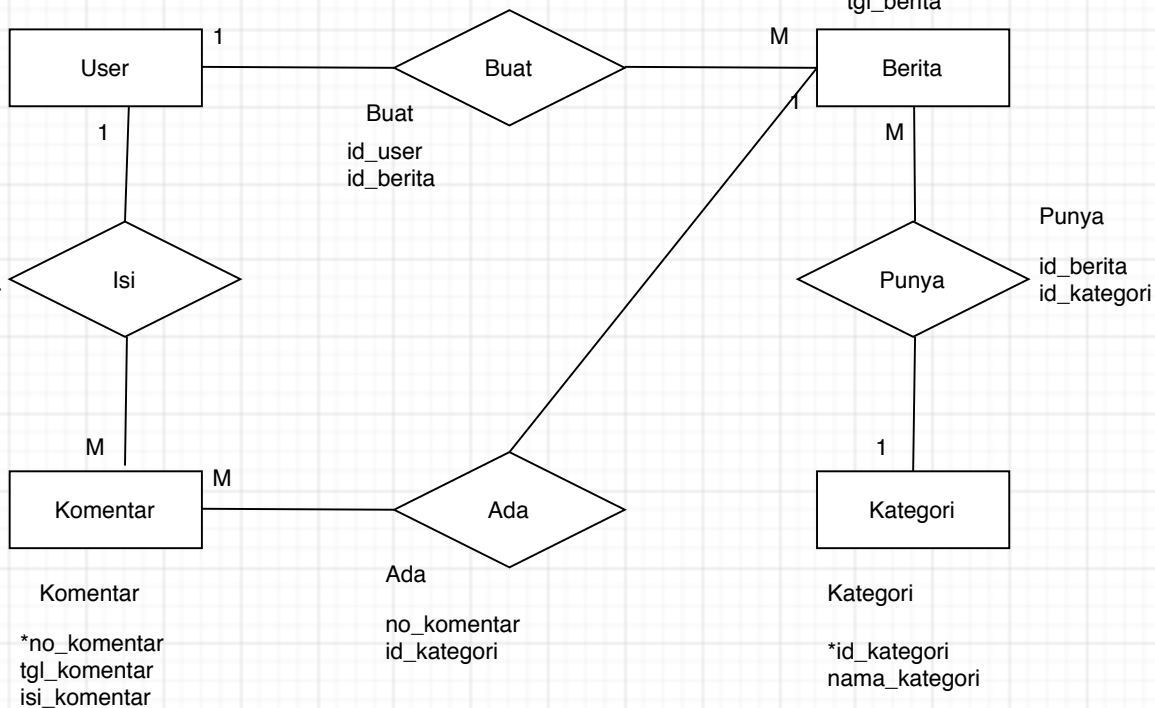 tgl_berita
1
M
User
Buat
Berita
1
1
M
Buat
id_user
id_berita
Punya
Isi
Punya
id_berita
id_kategori
M
1
M
Komentar
Ada
Kategori
Ada
Komentar
Kategori
no_komentar
id_kategori
*no_komentar
tgl_komentar
isi_komentar
*id_kategori
nama_kategori